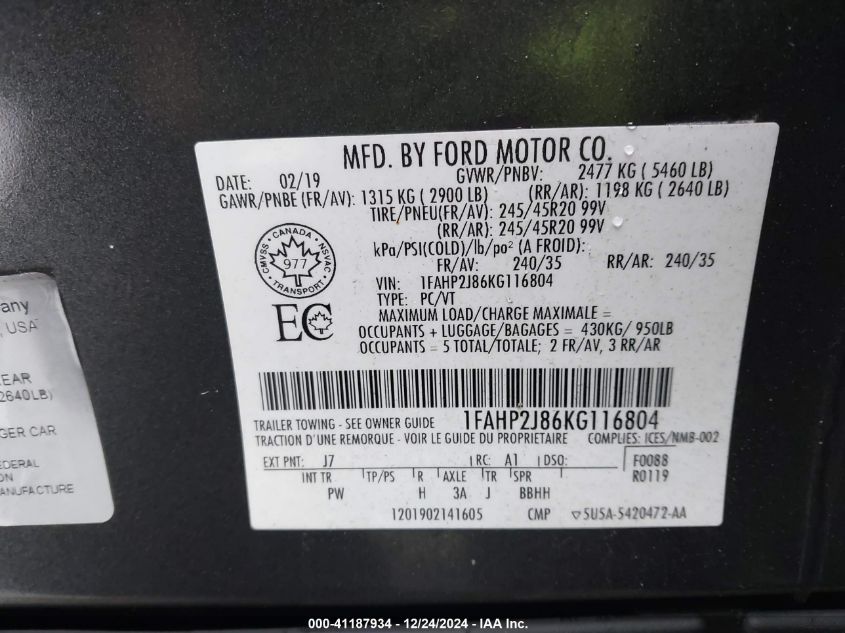 MFD. BY FORD MOTOR CO.
DATE: 02/19 GVWR/PNBV: 2477 KG ( 5460 LB)
GAWR/PNBE (FR/AV): 1315 KG ( 2900 LB) (RR/AR): 1198 KG ( 2640 LB)
TIRE/PNEU(FR/AV): 245/45R20 99V
(RR/AR): 245/45R20 99V
kPa/PSI(COLD)/lb/po² (A FROID):
FR/AV: 240/35 RR/AR: 240/35
VIN: 1FAHP2J86KG116804
TYPE: PC/VT
MAXIMUM LOAD/CHARGE MAXIMALE =
OCCUPANTS + LUGGAGE/BAGAGES = 430KG/ 950LB
OCCUPANTS = 5 TOTAL/TOTALE; 2 FR/AV, 3 RR/AR
CANADA
CMVSS NSVAC
977
TRANSPORT
EC
TRAILER TOWING - SEE OWNER GUIDE 1FAHP2J86KG116804
TRACTION D'UNE REMORQUE - VOIR LE GUIDE DU PROPRIETAIRE COMPLIES: ICES/NMB-002
EXT PNT: J7 RC: A1 DSO: F0088
INT TR TP/PS R AXLE TR SPR R0119
PW H 3A J BBHH
1201902141605 CMP ▽5U5A-5420472-AA
pany
, USA
EAR
2640LB)
GER CAR
EDERAL
ON
ANUFACTURE
000-41187934 - 12/24/2024 - IAA Inc.